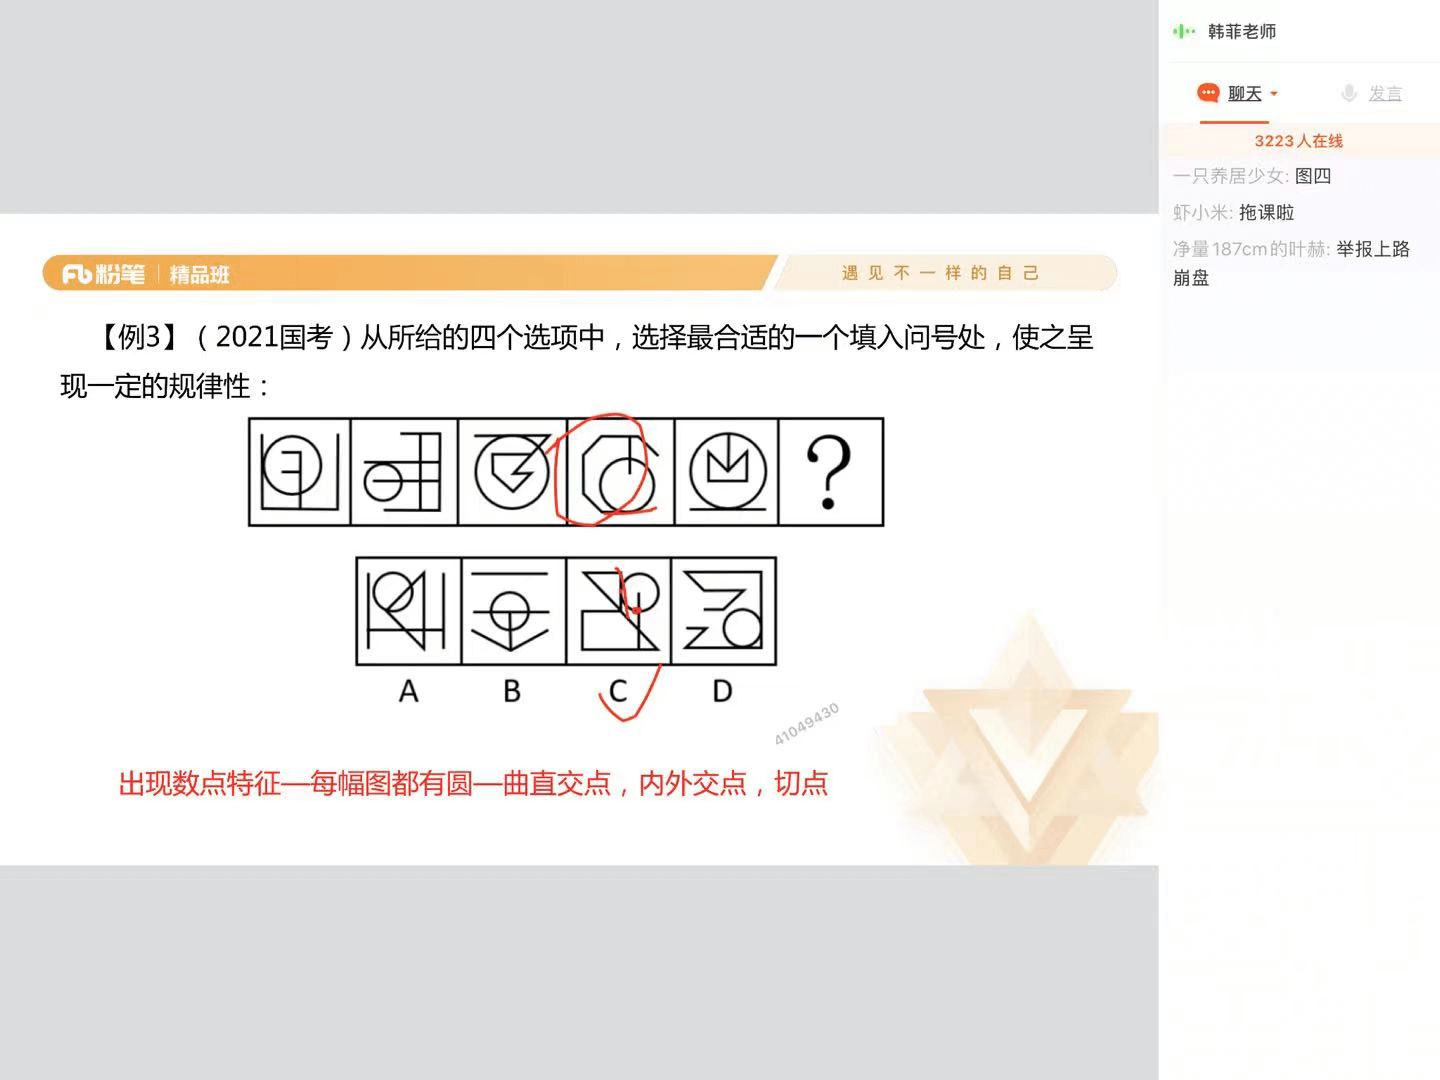 韩菲老师
聊天
发言
3223人在线
一只养居少女: 图四
虾小米: 拖课啦
净量187cm的叶赫: 举报上路
崩盘
粉笔 | 精品班
遇见不一样的自己
【例3】（2021国考）从所给的四个选项中，选择最合适的一个填入问号处，使之呈
现一定的规律性：
?
A B C D
41049430
出现数点特征—每幅图都有圆—曲直交点，内外交点，切点